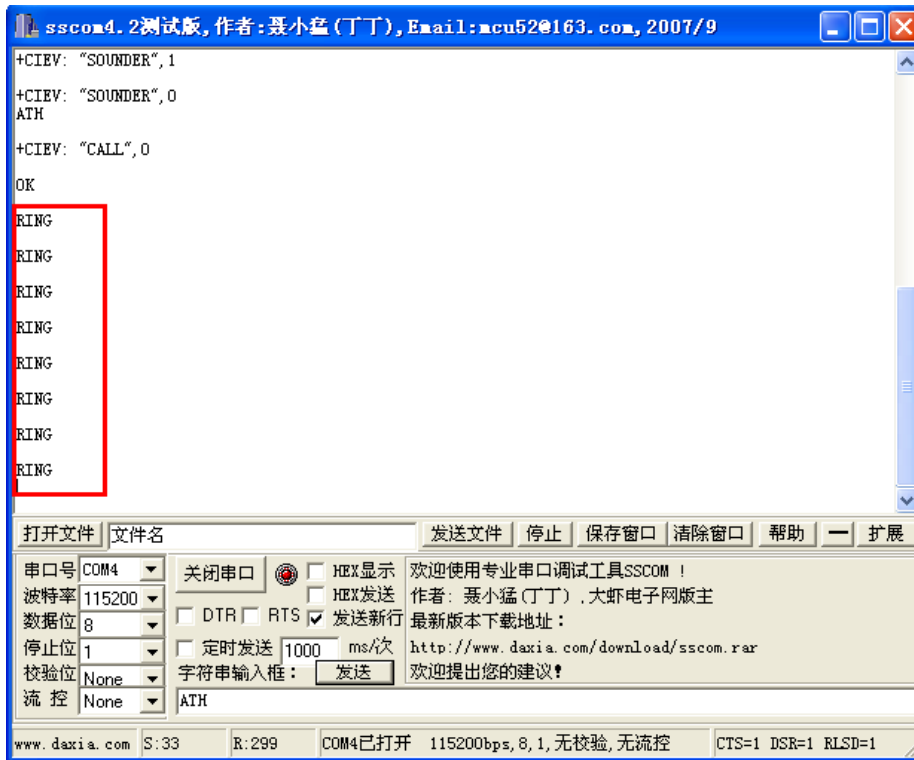 sscom4.2测试版,作者:聂小猛(丁丁),Email:mcu52@163.com,2007/9
+CIEV: "SOUNDER",1
+CIEV: "SOUNDER",0
ATH
+CIEV: "CALL",0
OK
RING
RING
RING
RING
RING
RING
RING
RING
打开文件 文件名 发送文件 停止 保存窗口 清除窗口 帮助 — 扩展
串口号 COM4 关闭串口 HEX显示 欢迎使用专业串口调试工具SSCOM !
波特率 115200 HEX发送 作者: 聂小猛(丁丁) ,大虾电子网版主
数据位 8 DTR RTS 发送新行 最新版本下载地址:
停止位 1 定时发送 1000 ms/次 http://www.daxia.com/download/sscom.rar
校验位 None 字符串输入框: 发送 欢迎提出您的建议!
流 控 None ATH
www.daxia.com S:33 R:299 COM4已打开 115200bps,8,1,无校验,无流控 CTS=1 DSR=1 RLSD=1